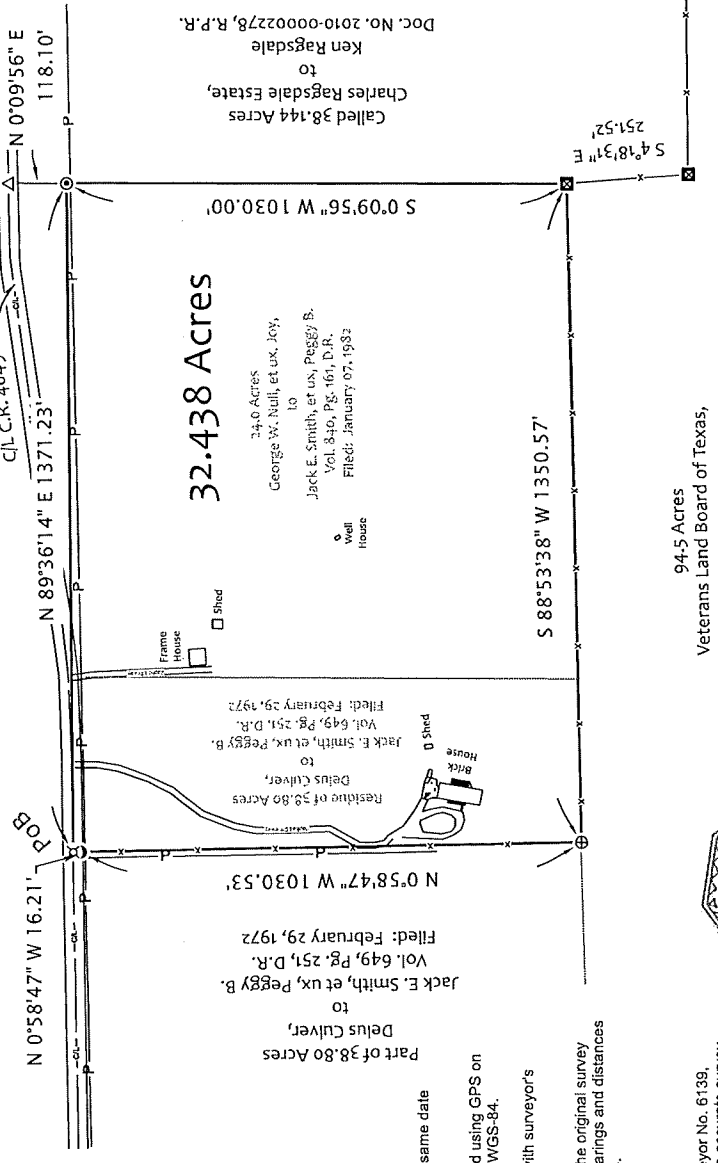 C/L C.R. 4049
N 0°09'56" E
118.10'
N 89°36'14" E 1371.23'
POB
N 0°58'47" W 16.21'
P
P
P
P
P
P
P
P
C/L
C/L
C/L
Called 38.144 Acres
Charles Ragsdale Estate,
to
Ken Ragsdale
Doc. No. 2010-00002278, R.P.R.
S 0°09'56" W 1030.00'
S 4°18'31" E
251.52'
32.438 Acres
24.0 Acres
George W. Null, et ux, Joy,
to
Jack E. Smith, et ux, Peggy B.
Vol. 840, Pg. 161, D.R.
Filed: January 07, 1982
Well
House
Frame
House
Shed
Residue of 38.80 Acres
Delus Culver,
to
Jack E. Smith, et ux, Peggy B.
Vol. 649, Pg. 251, D.R.
Filed: February 29, 1972
Shed
Brick
House
S 88°53'38" W 1350.57'
N 0°58'47" W 1030.53'
Part of 38.80 Acres
Delus Culver,
to
Jack E. Smith, et ux, Peggy B.
Vol. 649, Pg. 251, D.R.
Filed: February 29, 1972
94.5 Acres
Veterans Land Board of Texas,
same date
d using GPS on
WGS-84.
with surveyor's
he original survey
arings and distances
yor No. 6139,